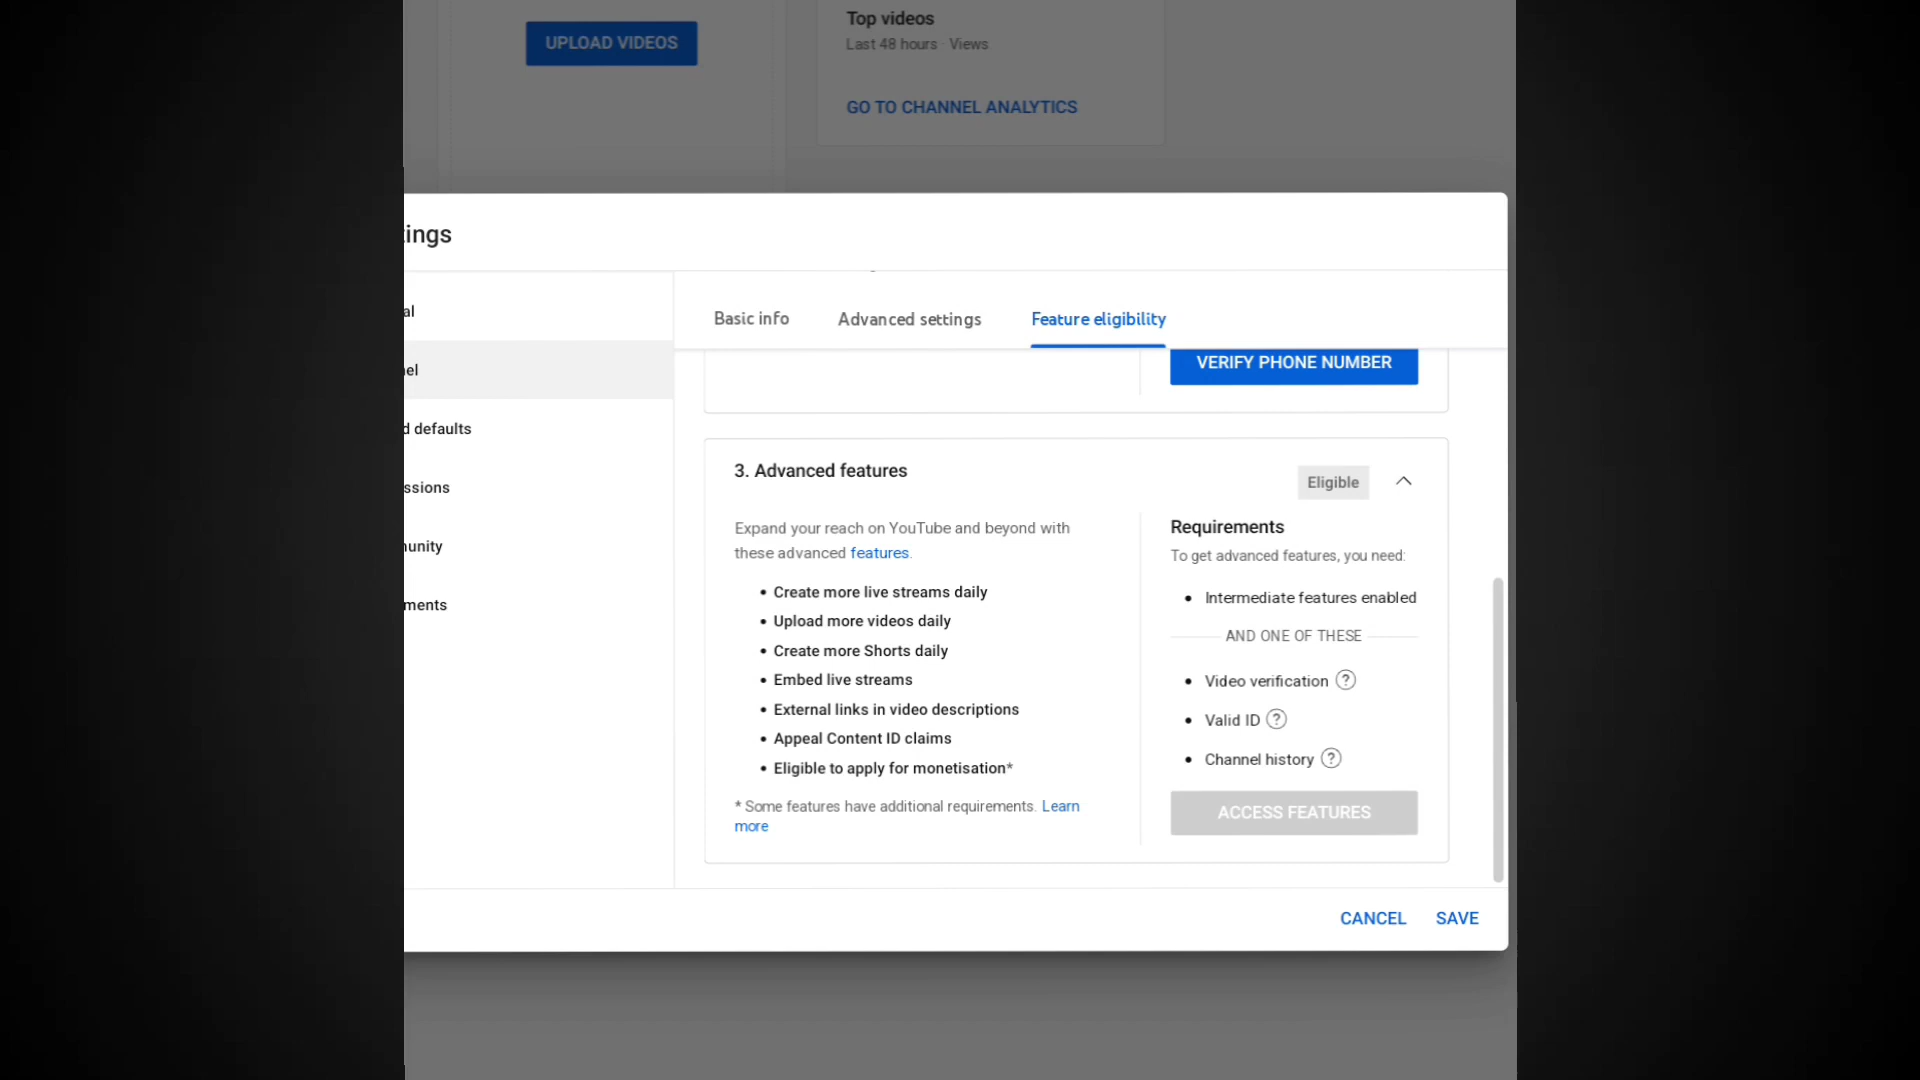 UPLOAD VIDEOS
Top videos
Last 48 hours · Views
GO TO CHANNEL ANALYTICS
tings
al
el
d defaults
ssions
unity
ments
Basic info
Advanced settings
Feature eligibility
VERIFY PHONE NUMBER
3. Advanced features
Eligible
Expand your reach on YouTube and beyond with
these advanced features.
• Create more live streams daily
• Upload more videos daily
• Create more Shorts daily
• Embed live streams
• External links in video descriptions
• Appeal Content ID claims
• Eligible to apply for monetisation*
* Some features have additional requirements. Learn
more
Requirements
To get advanced features, you need:
• Intermediate features enabled
AND ONE OF THESE
• Video verification ?
• Valid ID ?
• Channel history ?
ACCESS FEATURES
CANCEL
SAVE